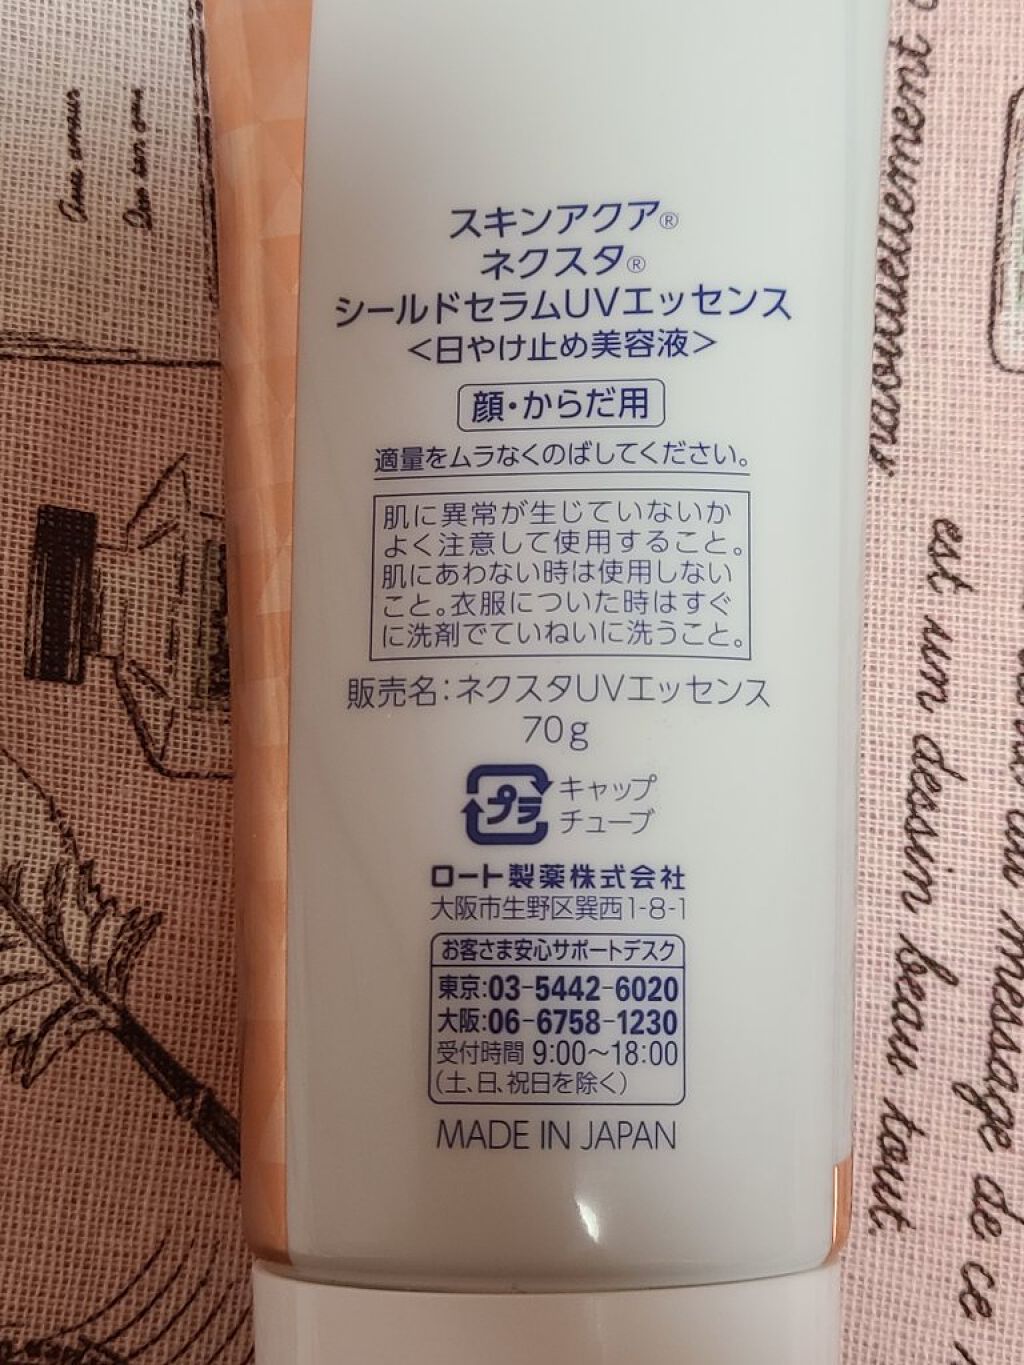 スキンアクア®
ネクスタ®
シールドセラムUVエッセンス
<日やけ止め美容液>
顔・からだ用
適量をムラなくのばしてください。
肌に異常が生じていないか
よく注意して使用すること。
肌にあわない時は使用しない
こと。衣服についた時はすぐ
に洗剤でていねいに洗うこと。
販売名:ネクスタUVエッセンス
70g
プラ
キャップ
チューブ
ロート製薬株式会社
大阪市生野区巽西1-8-1
お客さま安心サポートデスク
東京:03-5442-6020
大阪:06-6758-1230
受付時間 9:00~18:00
(土、日、祝日を除く)
MADE IN JAPAN
mouvement
est un dessin beau tout.
message de ce